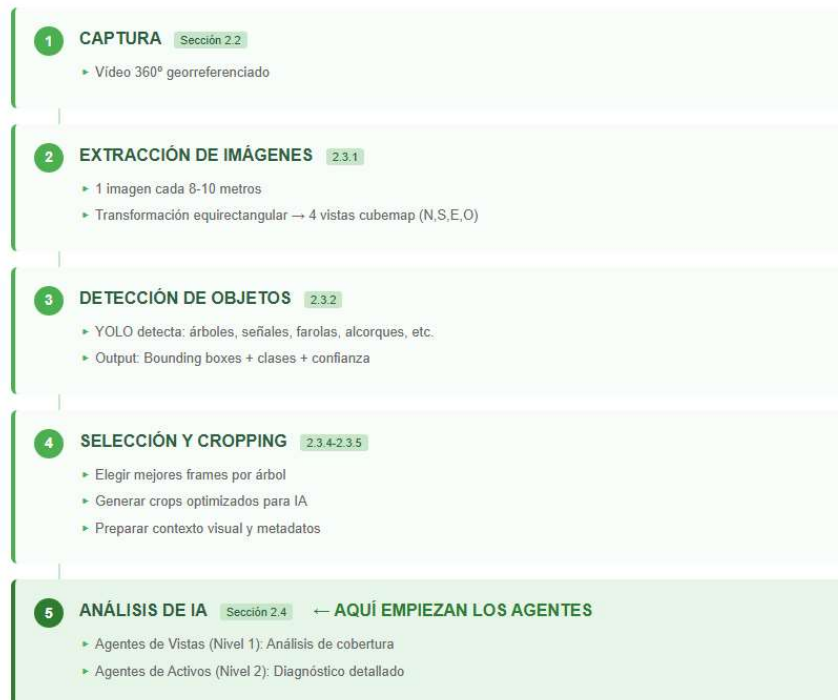 1 CAPTURA Sección 2.2
▸ Vídeo 360º georreferenciado
2 EXTRACCIÓN DE IMÁGENES 2.3.1
▸ 1 imagen cada 8-10 metros
▸ Transformación equirectangular → 4 vistas cubemap (N,S,E,O)
3 DETECCIÓN DE OBJETOS 2.3.2
▸ YOLO detecta: árboles, señales, farolas, alcorques, etc.
▸ Output: Bounding boxes + clases + confianza
4 SELECCIÓN Y CROPPING 2.3.4-2.3.5
▸ Elegir mejores frames por árbol
▸ Generar crops optimizados para IA
▸ Preparar contexto visual y metadatos
5 ANÁLISIS DE IA Sección 2.4 ← AQUÍ EMPIEZAN LOS AGENTES
▸ Agentes de Vistas (Nivel 1): Análisis de cobertura
▸ Agentes de Activos (Nivel 2): Diagnóstico detallado